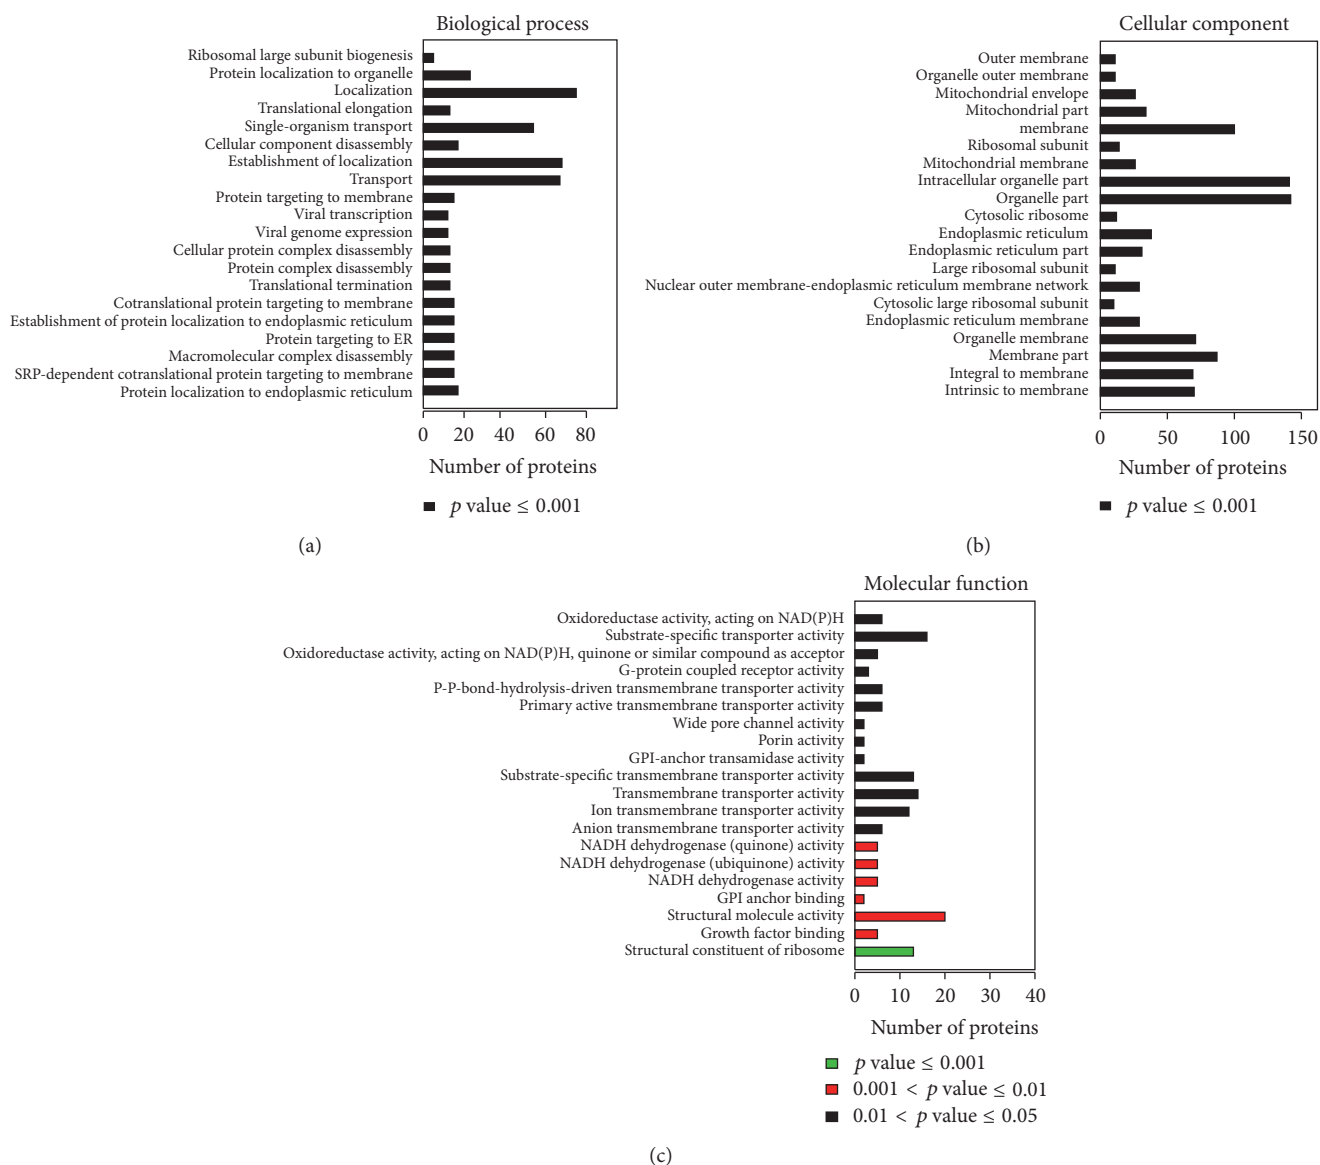 Biological process
Ribosomal large subunit biogenesis
Protein localization to organelle
Localization
Translational elongation
Single-organism transport
Cellular component disassembly
Establishment of localization
Transport
Protein targeting to membrane
Viral transcription
Viral genome expression
Cellular protein complex disassembly
Protein complex disassembly
Translational termination
Cotranslational protein targeting to membrane
Establishment of protein localization to endoplasmic reticulum
Protein targeting to ER
Macromolecular complex disassembly
SRP-dependent cotranslational protein targeting to membrane
Protein localization to endoplasmic reticulum
0 20 40 60 80
Number of proteins
p value ≤ 0.001
(a)
Cellular component
Outer membrane
Organelle outer membrane
Mitochondrial envelope
Mitochondrial part
membrane
Ribosomal subunit
Mitochondrial membrane
Intracellular organelle part
Organelle part
Cytosolic ribosome
Endoplasmic reticulum
Endoplasmic reticulum part
Large ribosomal subunit
Nuclear outer membrane-endoplasmic reticulum membrane network
Cytosolic large ribosomal subunit
Endoplasmic reticulum membrane
Organelle membrane
Membrane part
Integral to membrane
Intrinsic to membrane
0 50 100 150
Number of proteins
p value ≤ 0.001
(b)
Molecular function
Oxidoreductase activity, acting on NAD(P)H
Substrate-specific transporter activity
Oxidoreductase activity, acting on NAD(P)H, quinone or similar compound as acceptor
G-protein coupled receptor activity
P-P-bond-hydrolysis-driven transmembrane transporter activity
Primary active transmembrane transporter activity
Wide pore channel activity
Porin activity
GPI-anchor transamidase activity
Substrate-specific transmembrane transporter activity
Transmembrane transporter activity
Ion transmembrane transporter activity
Anion transmembrane transporter activity
NADH dehydrogenase (quinone) activity
NADH dehydrogenase (ubiquinone) activity
NADH dehydrogenase activity
GPI anchor binding
Structural molecule activity
Growth factor binding
Structural constituent of ribosome
0 10 20 30 40
Number of proteins
p value ≤ 0.001
0.001 < p value ≤ 0.01
0.01 < p value ≤ 0.05
(c)